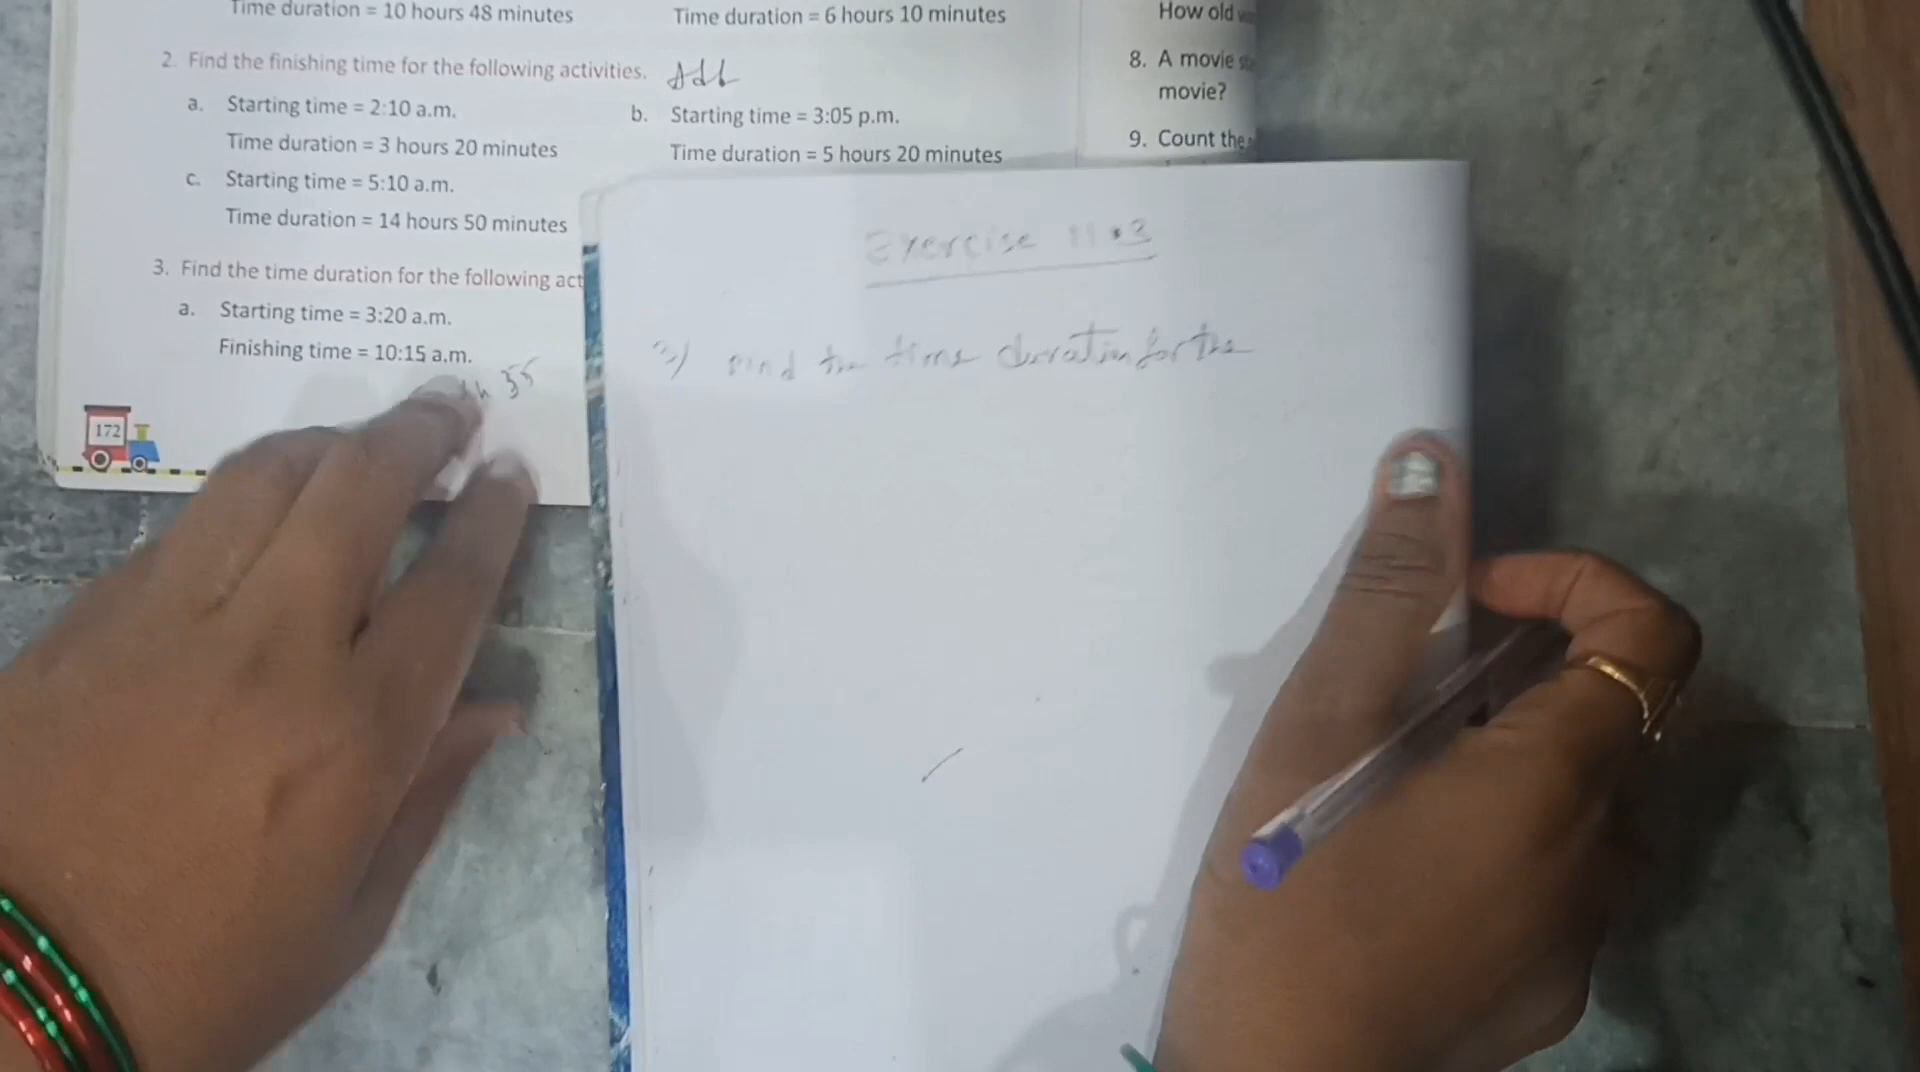 Time duration = 10 hours 48 minutes
Time duration = 6 hours 10 minutes
2. Find the finishing time for the following activities. Add
a. Starting time = 2:10 a.m.
Time duration = 3 hours 20 minutes
b. Starting time = 3:05 p.m.
Time duration = 5 hours 20 minutes
c. Starting time = 5:10 a.m.
Time duration = 14 hours 50 minutes
3. Find the time duration for the following act
a. Starting time = 3:20 a.m.
Finishing time = 10:15 a.m.
h 55
172
How old
8. A movie
movie?
9. Count the
Exercise 11.3
3) Find the time duration for the